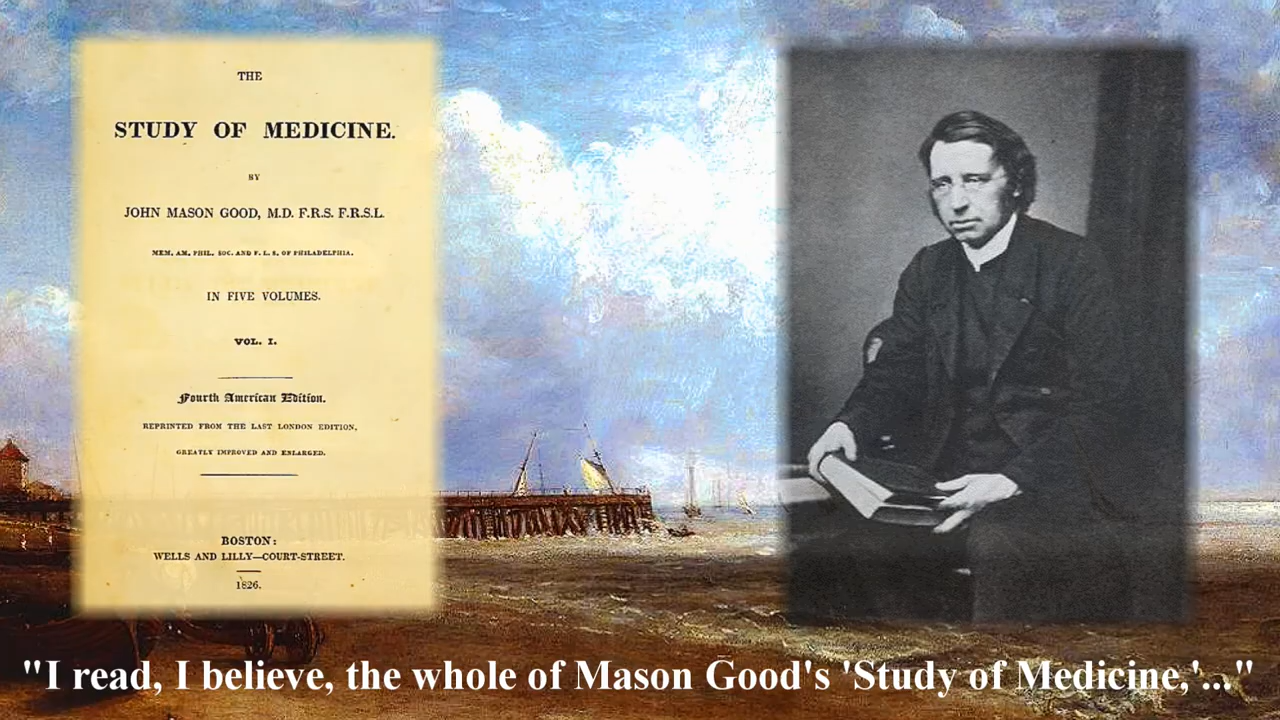 THE
STUDY OF MEDICINE.
BY
JOHN MASON GOOD, M.D. F.R.S. F.R.S.L.
MEM. AM. PHIL. SOC. AND F. L. S. OF PHILADELPHIA.
IN FIVE VOLUMES.
VOL. I.
Fourth American Edition.
REPRINTED FROM THE LAST LONDON EDITION,
GREATLY IMPROVED AND ENLARGED.
BOSTON:
WELLS AND LILLY—COURT-STREET.
1826.
"I read, I believe, the whole of Mason Good's 'Study of Medicine,'..."